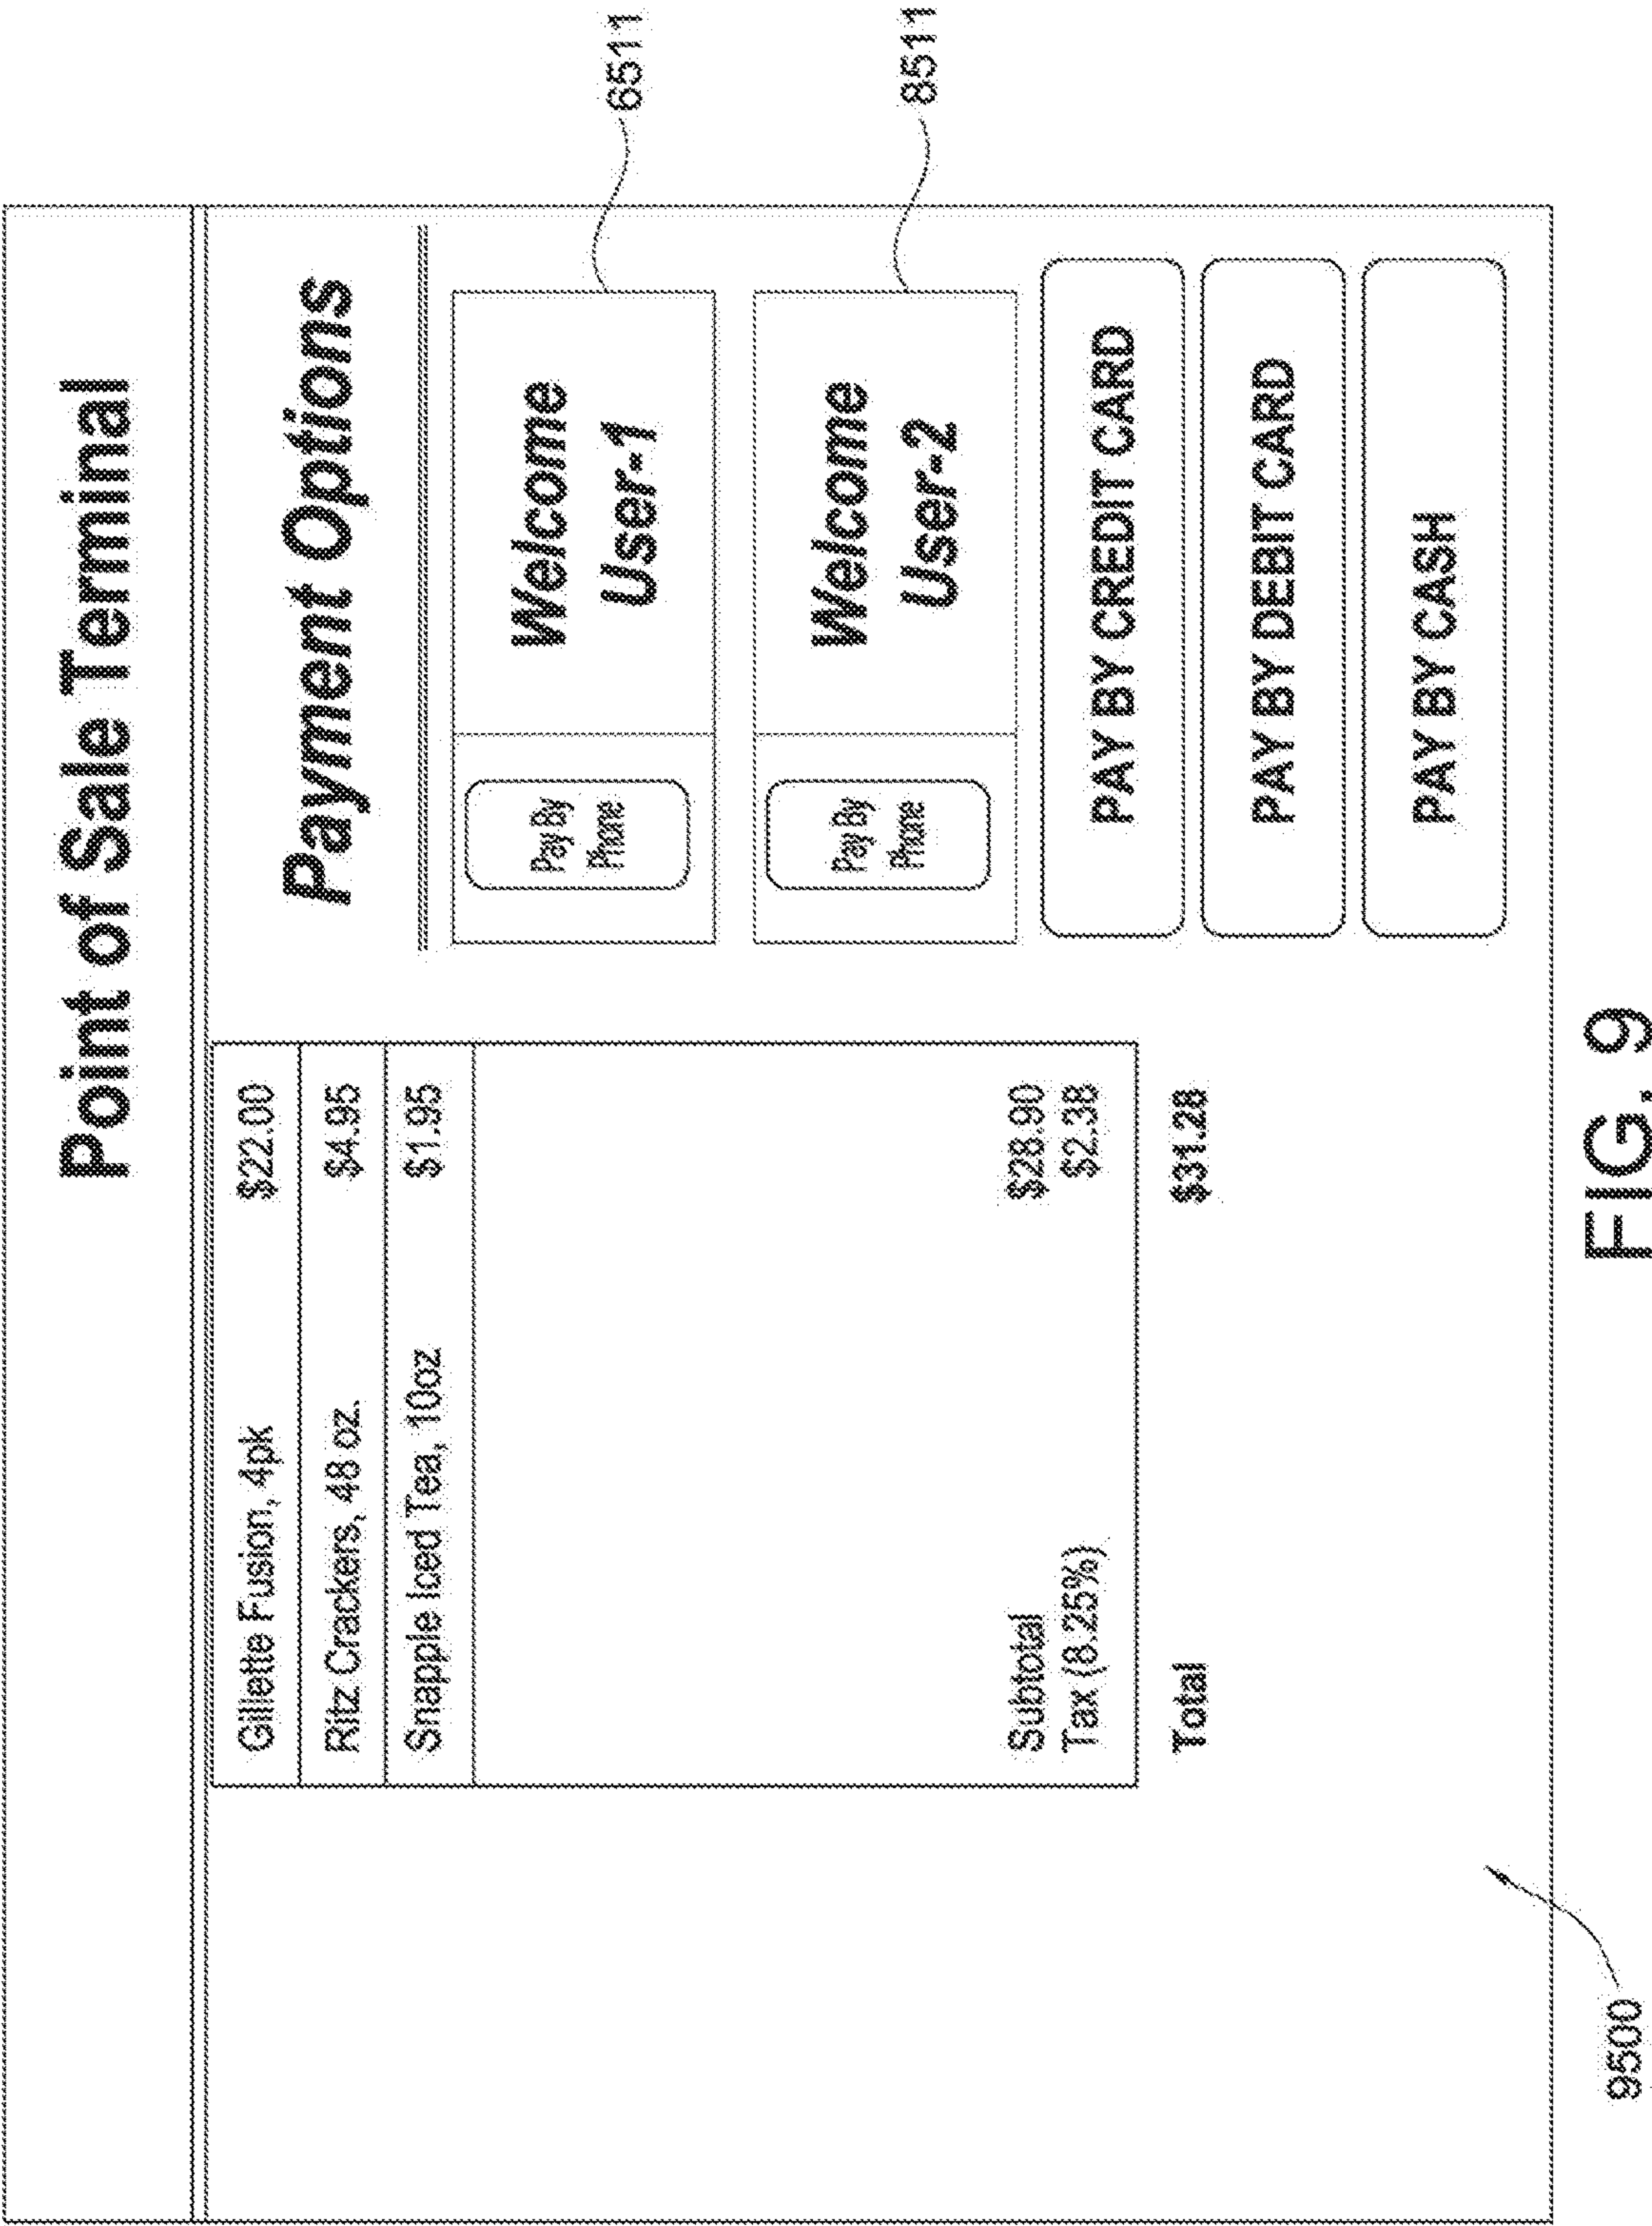 Point of Sale Terminal
Gillette Fusion, 4pk $22.00
Ritz Crackers, 48 oz. $4.95
Snapple Iced Tea, 10oz $1.95
Subtotal $28.90
Tax (8.25%) $2.38
Total $31.28
Payment Options
Pay By
Phone
Welcome
User-1
6511
Pay By
Phone
Welcome
User-2
8511
PAY BY CREDIT CARD
PAY BY DEBIT CARD
PAY BY CASH
9500
FIG. 9